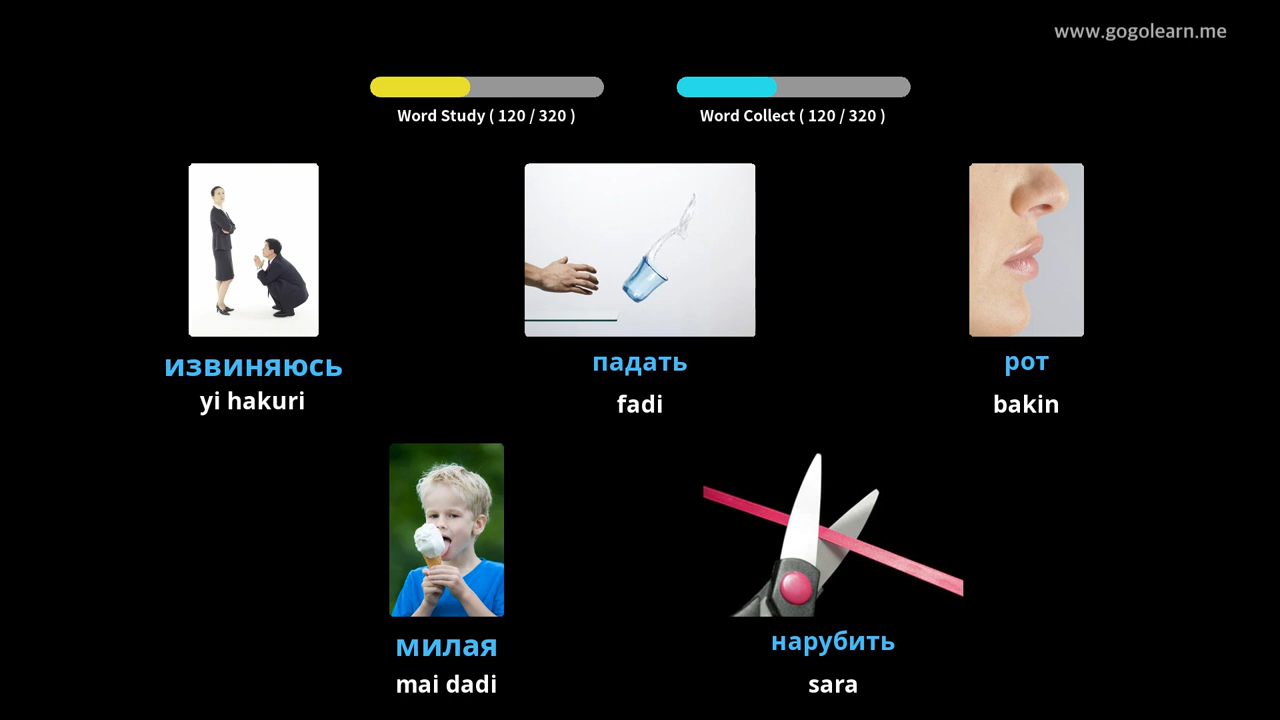 www.gogolearn.me
Word Study ( 120 / 320 )
Word Collect ( 120 / 320 )
извиняюсь
yi hakuri
падать
fadi
рот
bakin
милая
mai dadi
нарубить
sara